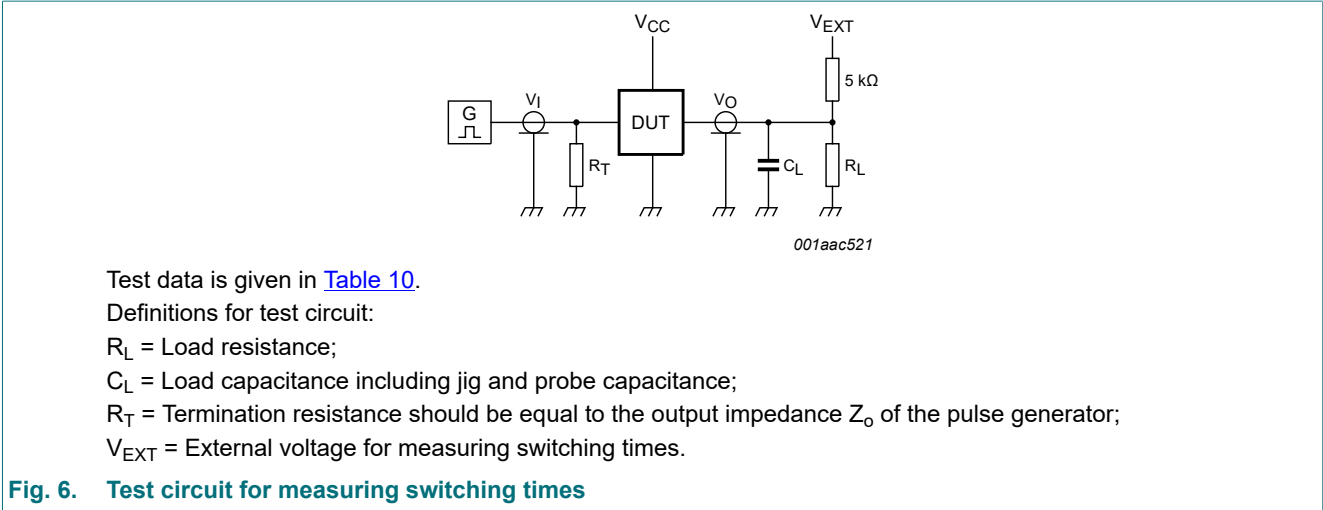 VCC VEXT
5 kΩ
G VI DUT VO
RT CL RL
001aac521
Test data is given in Table 10.
Definitions for test circuit:
RL = Load resistance;
CL = Load capacitance including jig and probe capacitance;
RT = Termination resistance should be equal to the output impedance Zo of the pulse generator;
VEXT = External voltage for measuring switching times.
Fig. 6. Test circuit for measuring switching times